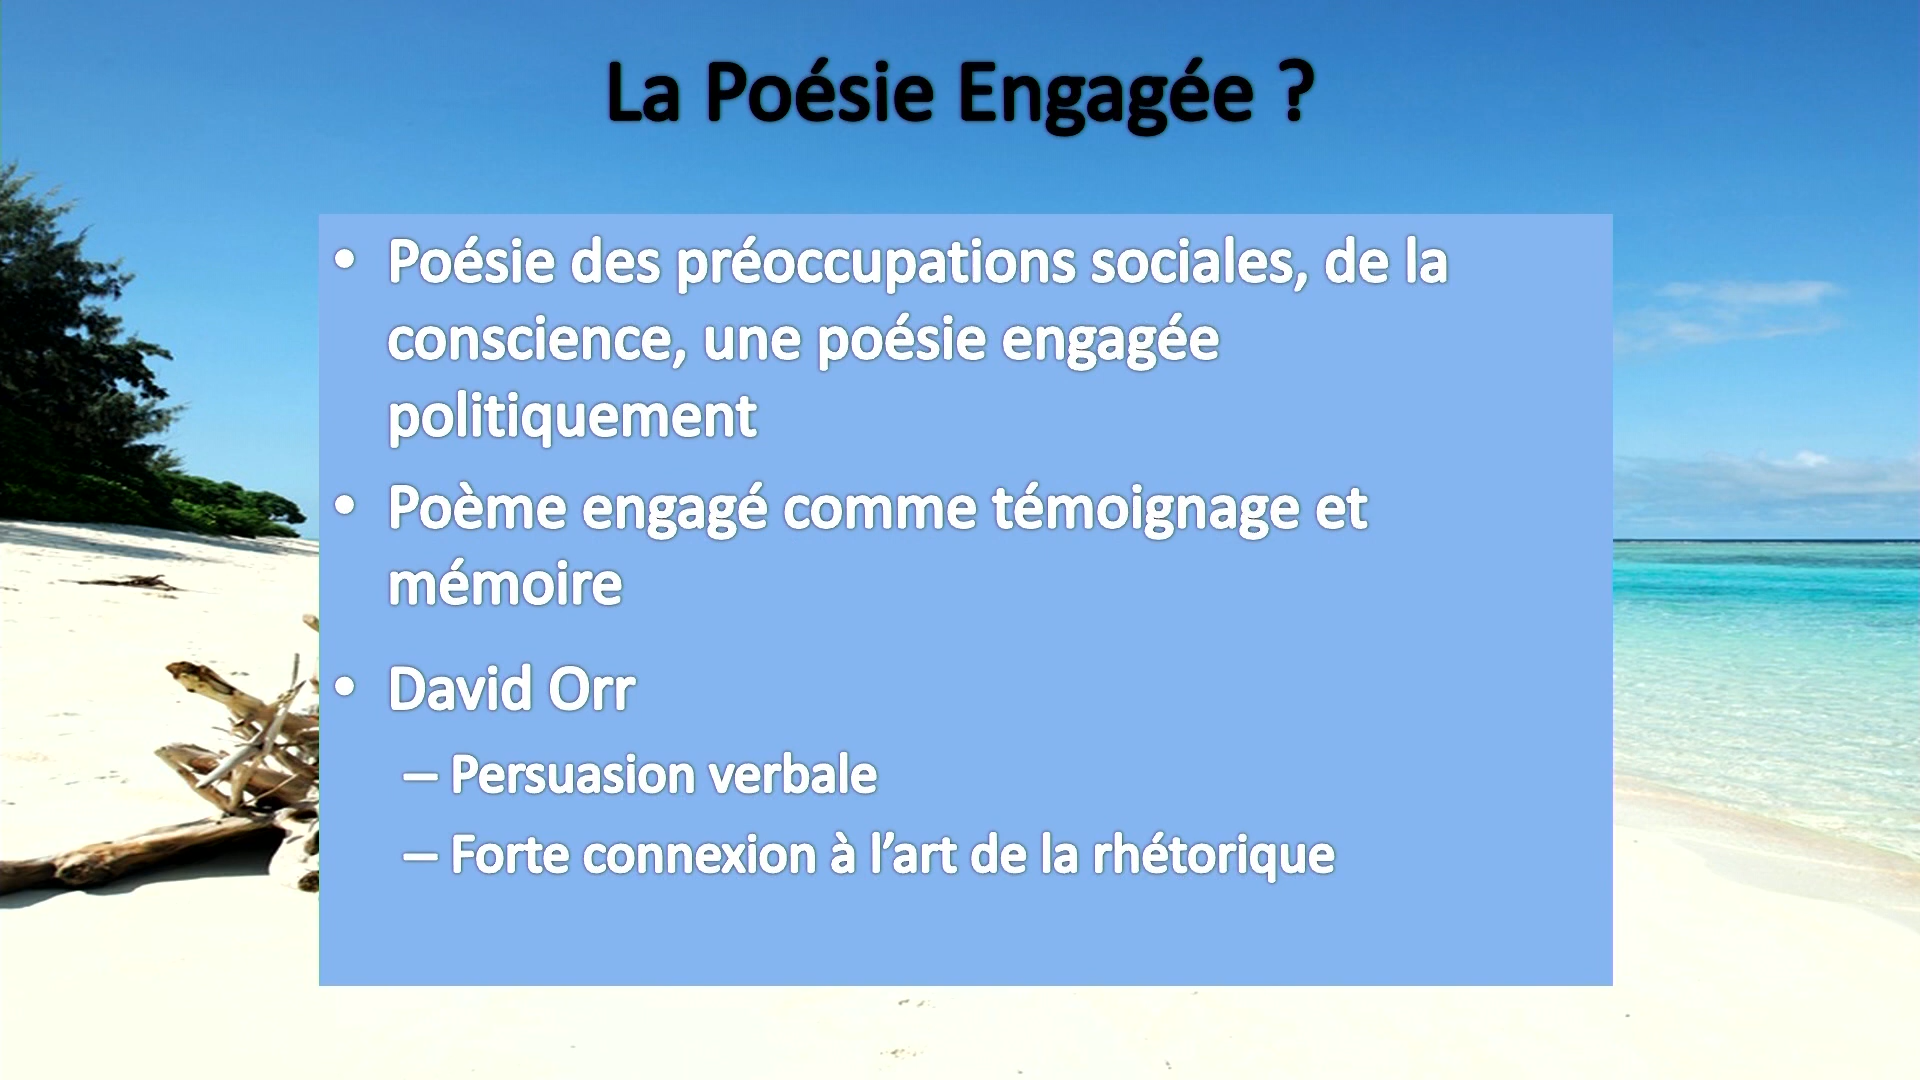 La Poésie Engagée ?
• Poésie des préoccupations sociales, de la
conscience, une poésie engagée
politiquement
• Poème engagé comme témoignage et
mémoire
• David Orr
– Persuasion verbale
– Forte connexion à l’art de la rhétorique